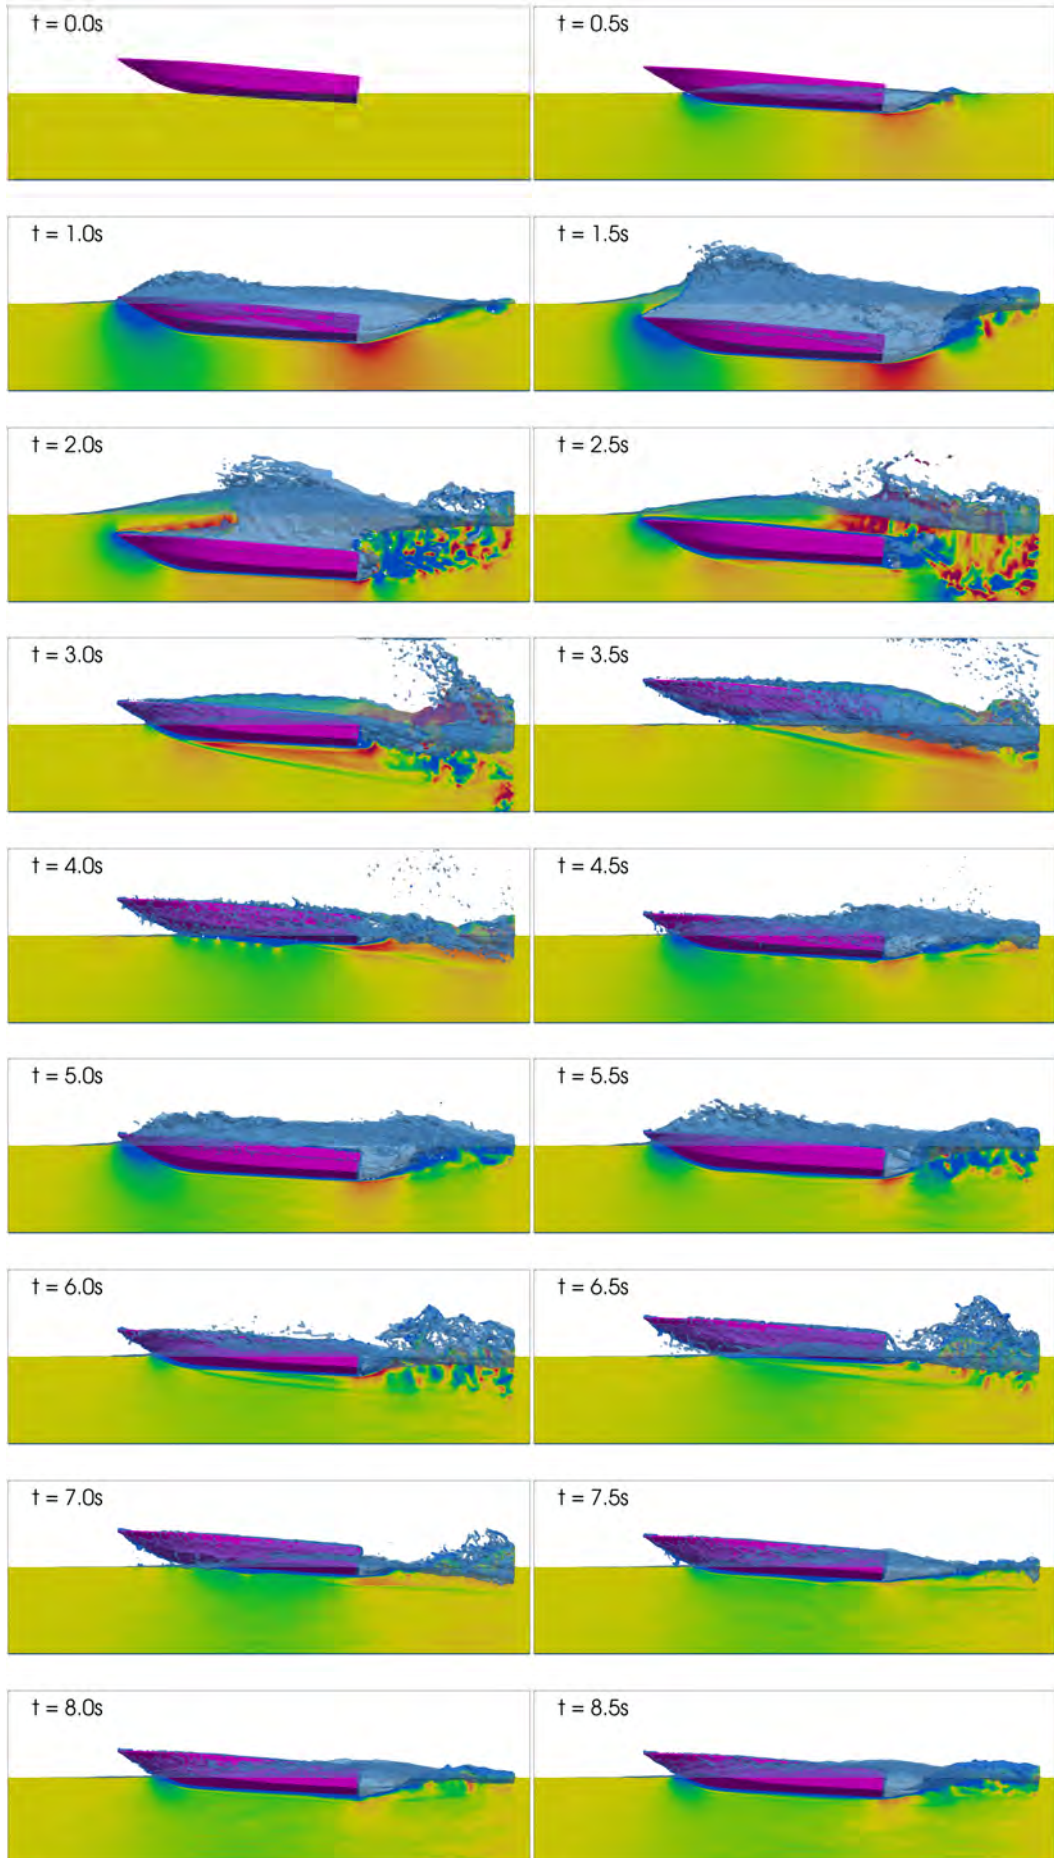 t = 0.0s
t = 0.5s
t = 1.0s
t = 1.5s
t = 2.0s
t = 2.5s
t = 3.0s
t = 3.5s
t = 4.0s
t = 4.5s
t = 5.0s
t = 5.5s
t = 6.0s
t = 6.5s
t = 7.0s
t = 7.5s
t = 8.0s
t = 8.5s